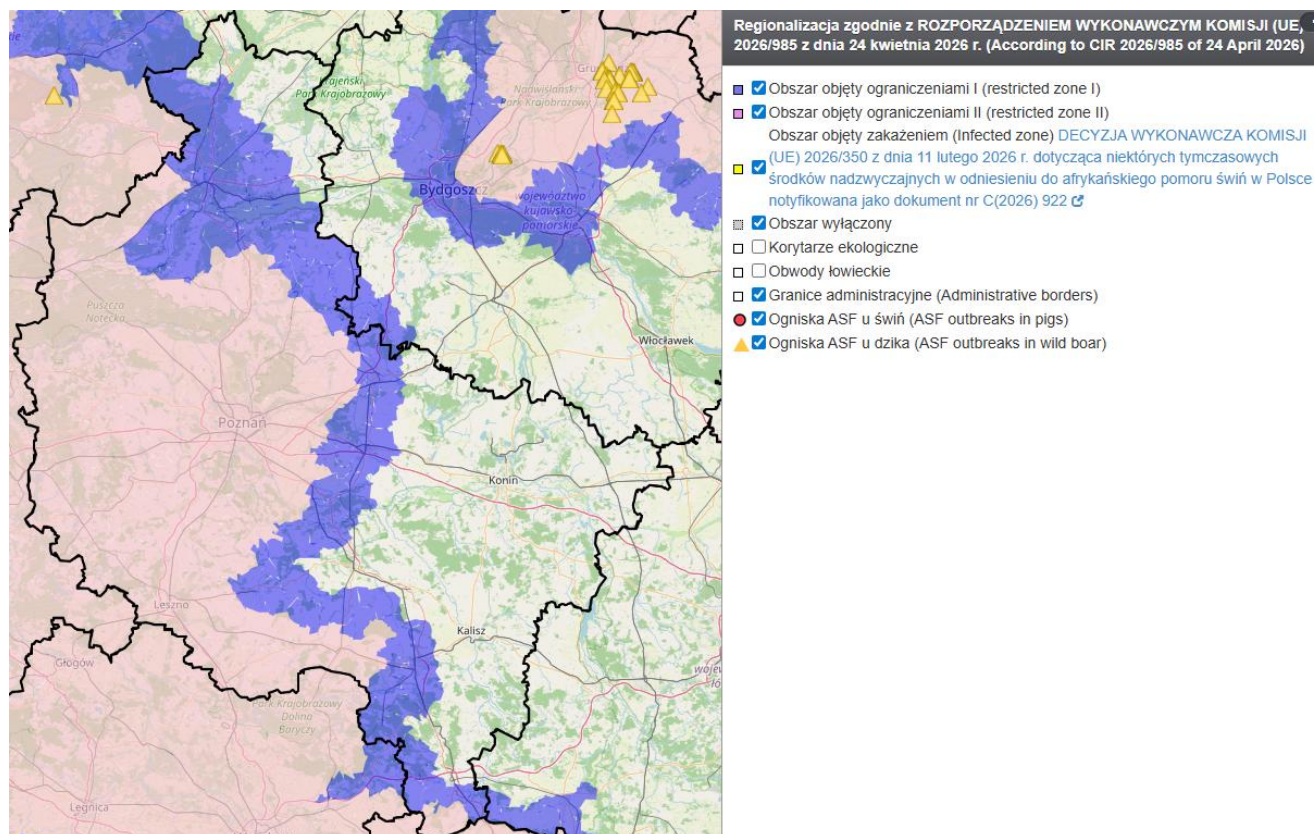 Krajeński
Park Krajobrazowy
Nadwiślański
Park Krajobrazowy
Bydgoszcz
województwo
kujawsko-
pomorskie
Puszcza
Notecka
Włocławek
Poznań
Konin
Leszno
Kalisz
Głogów
Park Krajobrazowy
Dolina
Baryczy
Legnica
Regionalizacja zgodnie z ROZPORZĄDZENIEM WYKONAWCZYM KOMISJI (UE)
2026/985 z dnia 24 kwietnia 2026 r. (According to CIR 2026/985 of 24 April 2026)
Obszar objęty ograniczeniami I (restricted zone I)
Obszar objęty ograniczeniami II (restricted zone II)
Obszar objęty zakażeniem (Infected zone) DECYZJA WYKONAWCZA KOMISJI
(UE) 2026/350 z dnia 11 lutego 2026 r. dotycząca niektórych tymczasowych
środków nadzwyczajnych w odniesieniu do afrykańskiego pomoru świń w Polsce
notyfikowana jako dokument nr C(2026) 922
Obszar wyłączony
Korytarze ekologiczne
Obwody łowieckie
Granice administracyjne (Administrative borders)
Ogniska ASF u świń (ASF outbreaks in pigs)
Ogniska ASF u dzika (ASF outbreaks in wild boar)